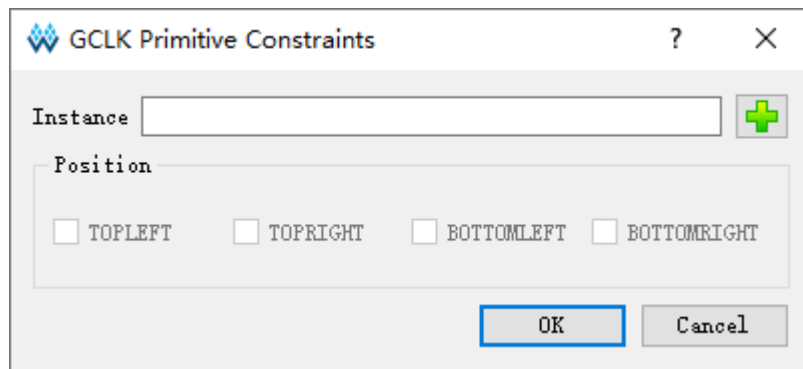 GCLK Primitive Constraints ?
Instance
Position
TOPLEFT TOPRIGHT BOTTOMLEFT BOTTOMRIGHT
OK Cancel